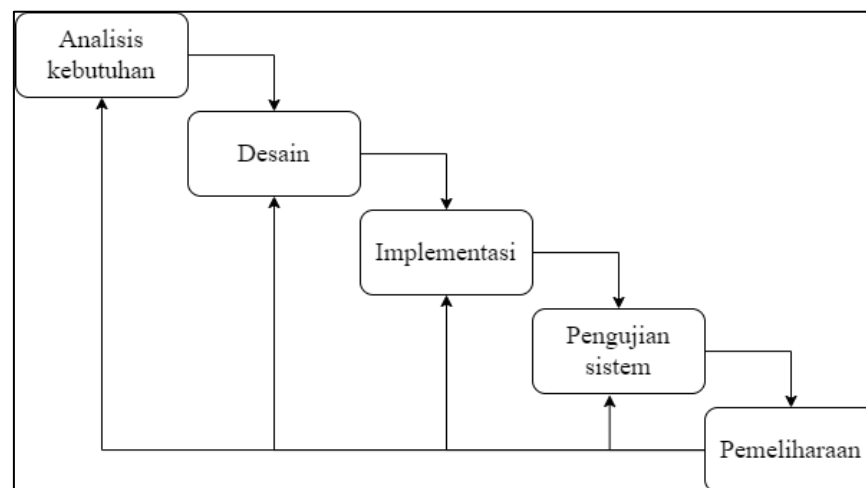 Analisis
kebutuhan
Desain
Implementasi
Pengujian
sistem
Pemeliharaan